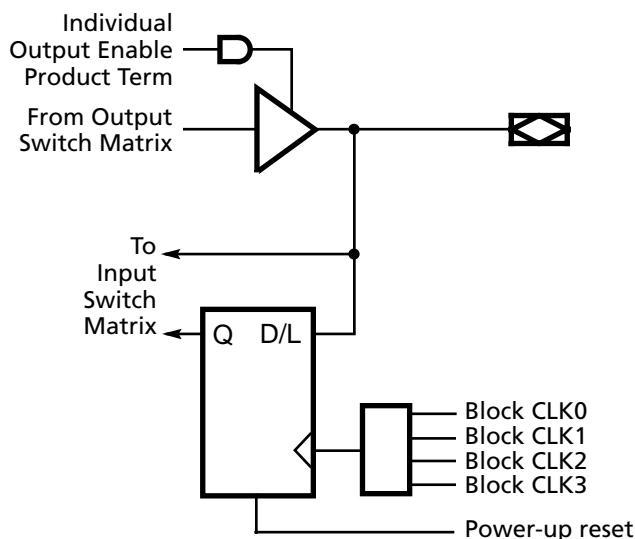 Individual
Output Enable
Product Term
From Output
Switch Matrix
To
Input
Switch
Matrix
Q D/L
Block CLK0
Block CLK1
Block CLK2
Block CLK3
Power-up reset